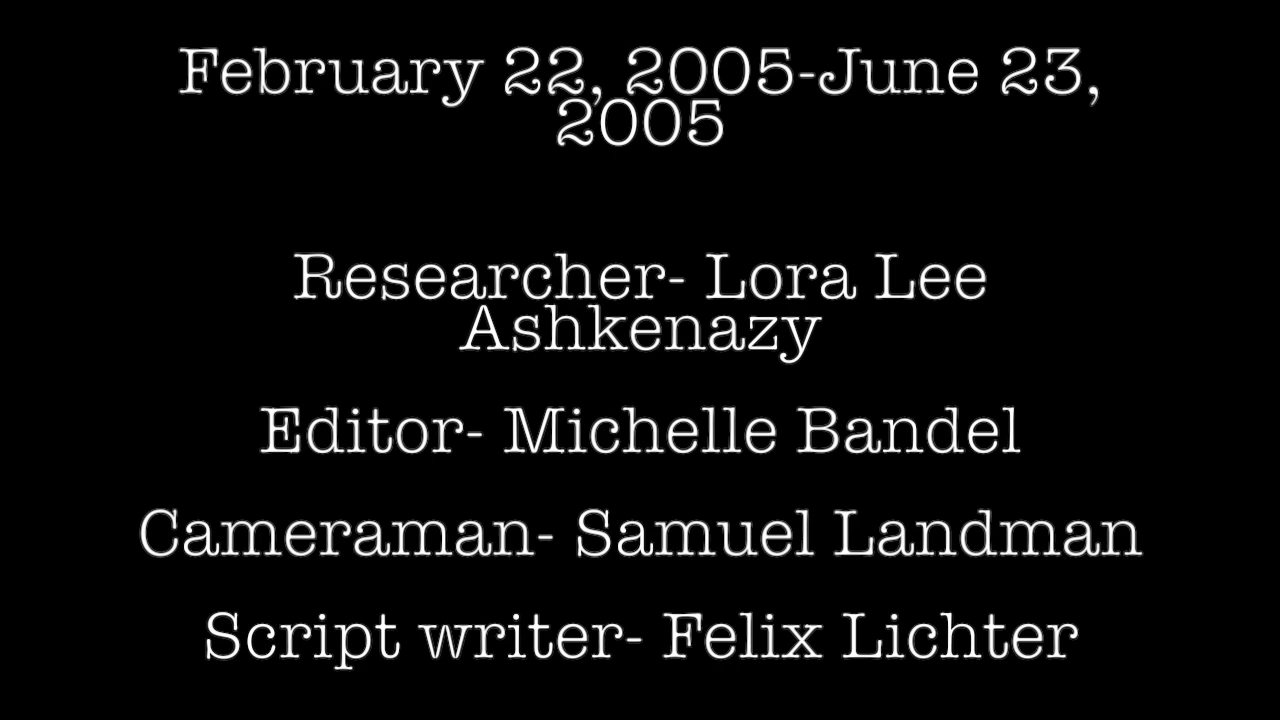 February 22, 2005-June 23,
2005
Researcher- Lora Lee
Ashkenazy
Editor- Michelle Bandel
Cameraman- Samuel Landman
Script writer- Felix Lichter